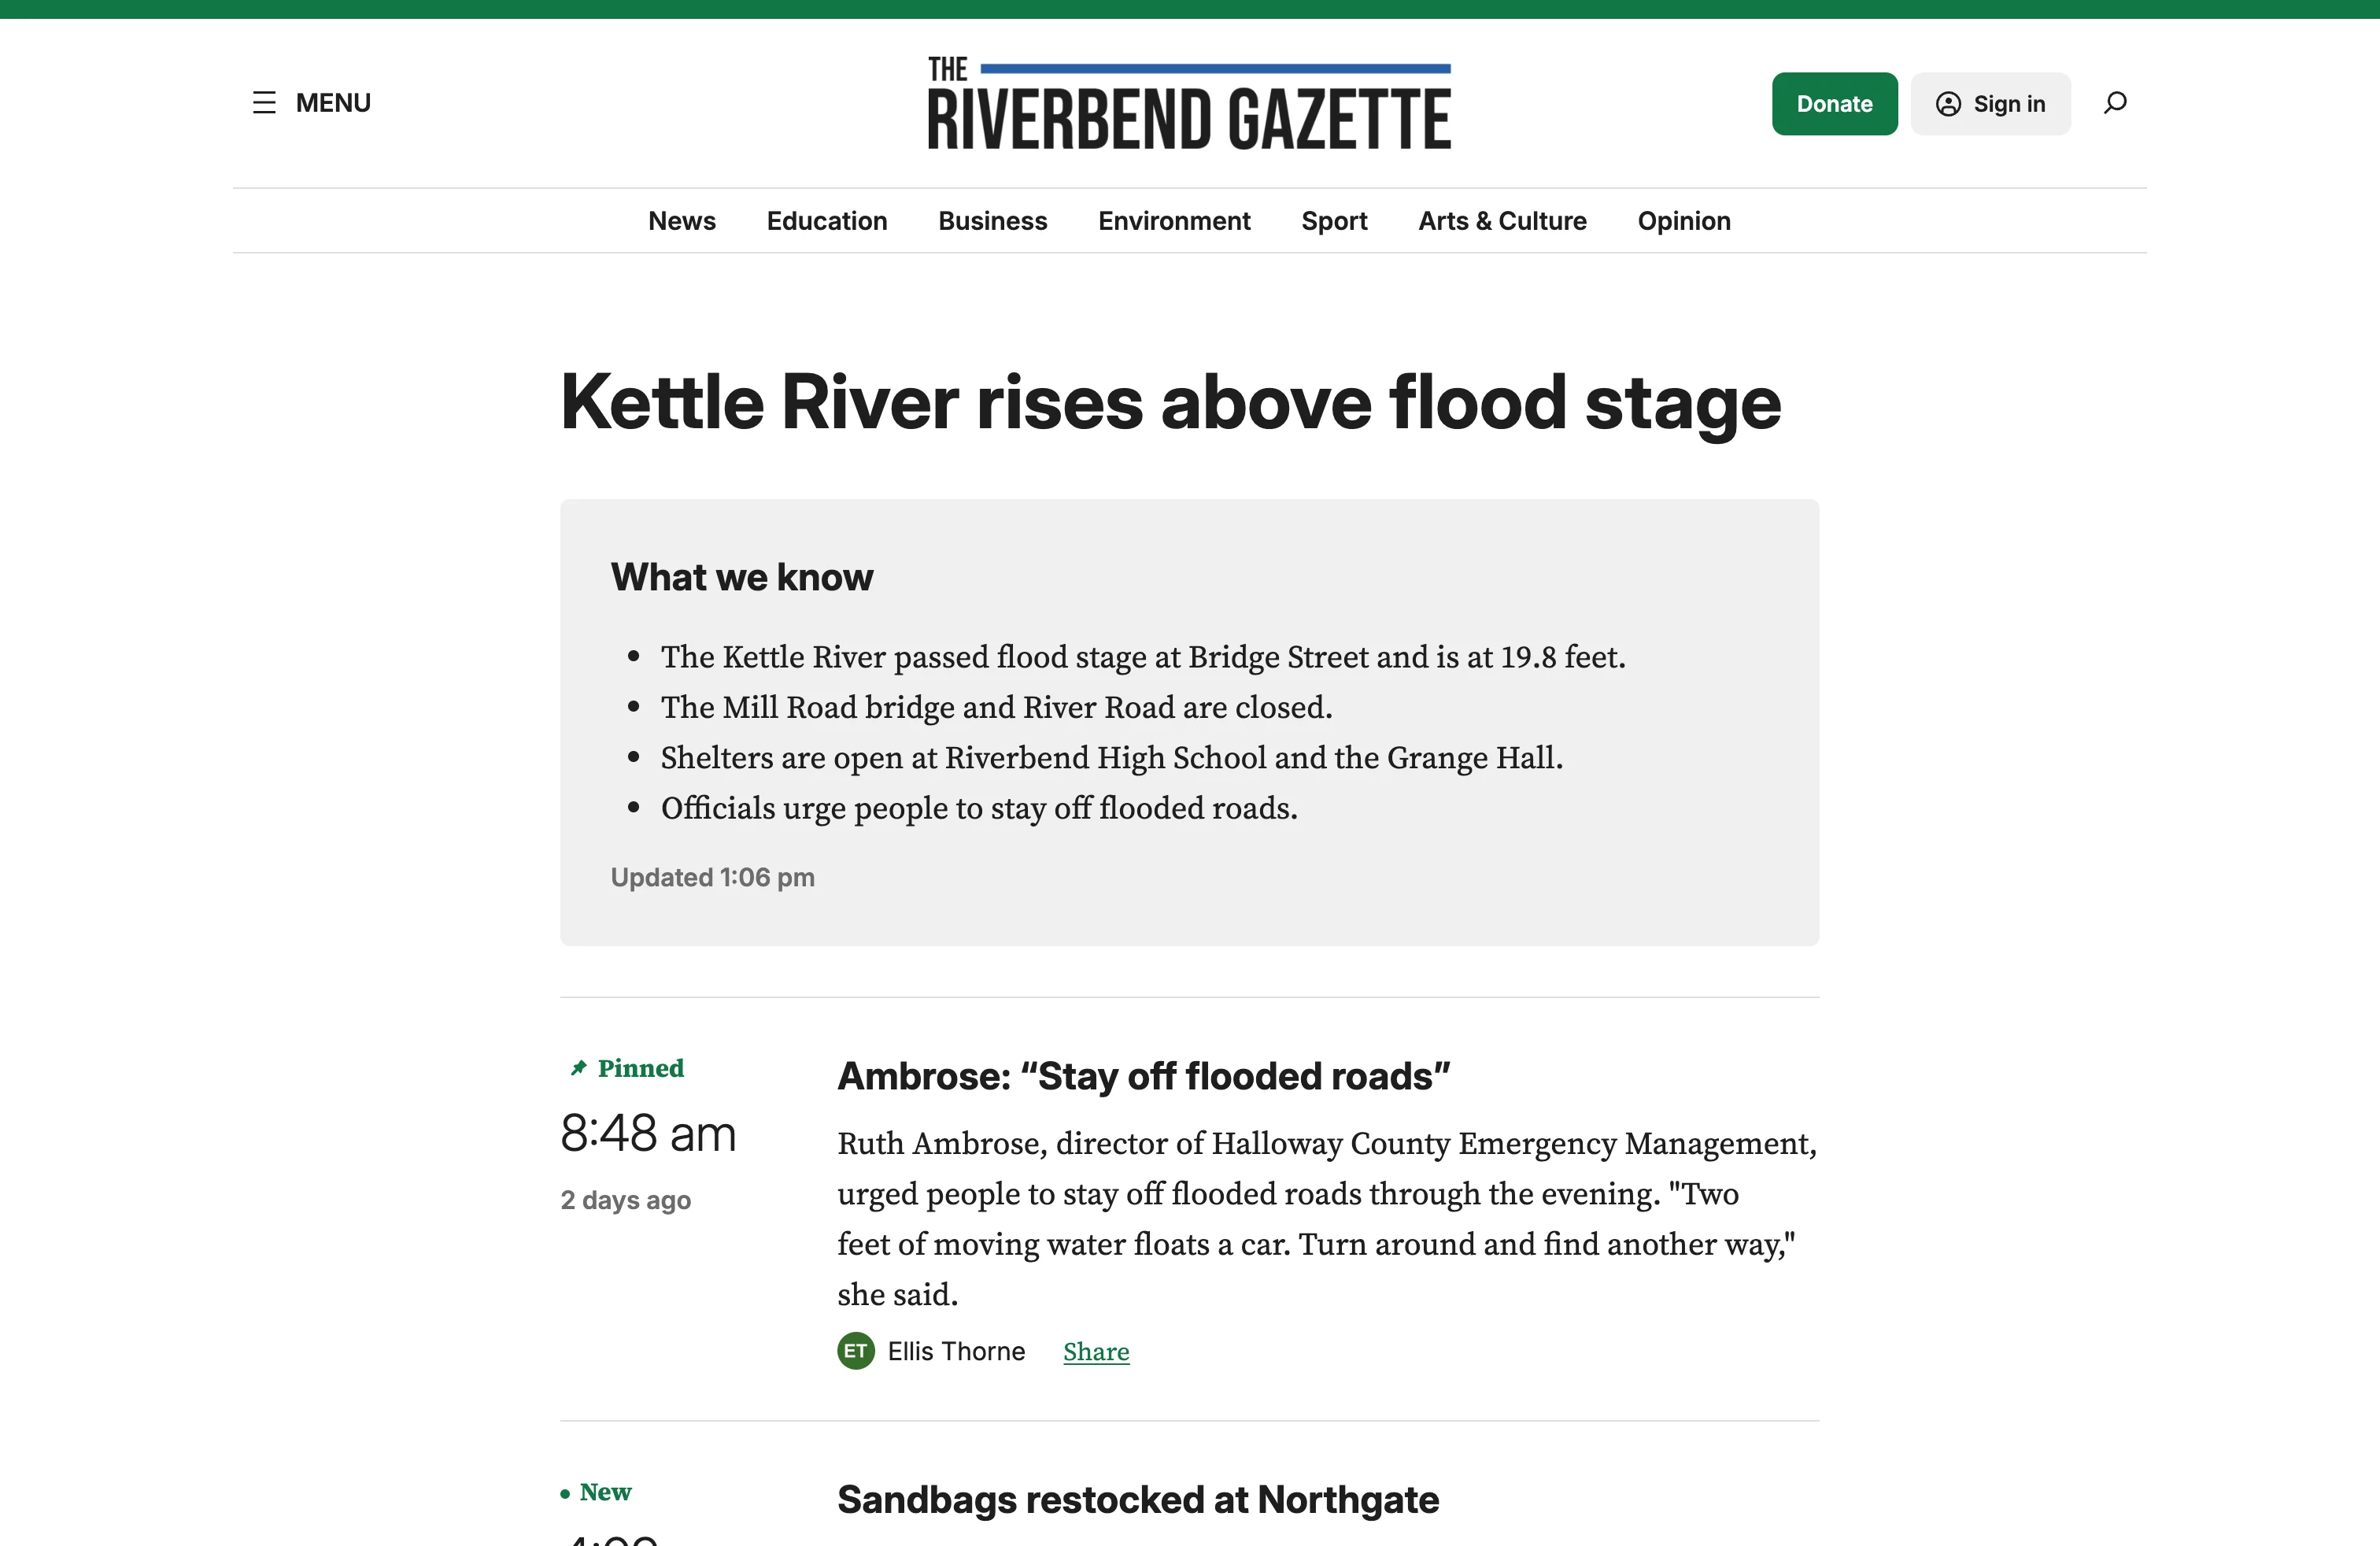 MENU
THE
RIVERBEND GAZETTE
Donate
Sign in
News Education Business Environment Sport Arts & Culture Opinion
Kettle River rises above flood stage
What we know
• The Kettle River passed flood stage at Bridge Street and is at 19.8 feet.
• The Mill Road bridge and River Road are closed.
• Shelters are open at Riverbend High School and the Grange Hall.
• Officials urge people to stay off flooded roads.
Updated 1:06 pm
Pinned
8:48 am
2 days ago
Ambrose: “Stay off flooded roads”
Ruth Ambrose, director of Halloway County Emergency Management,
urged people to stay off flooded roads through the evening. "Two
feet of moving water floats a car. Turn around and find another way,"
she said.
ET Ellis Thorne Share
• New
Sandbags restocked at Northgate